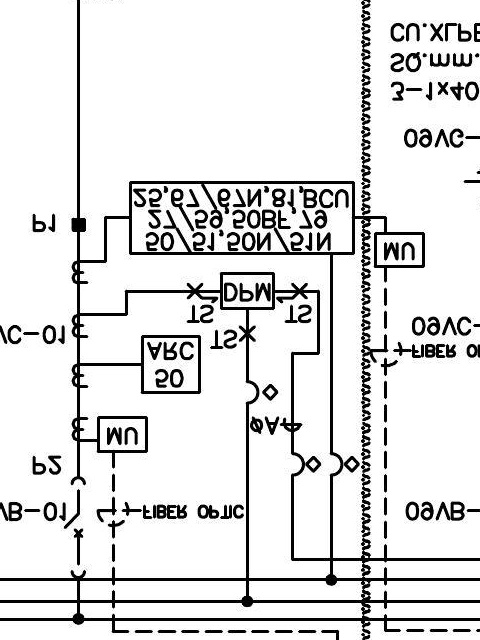 VB-01
FIBER OPTIC
09VB-
P2
MU
ØA
50
ARC
FIBER OP
VC-01
TS
09VC-
TS
TS
DPM
MU
50/51,50N/51N
27/59,50BF,79
25,67/67N,81,BCU
P1
09VC-
3-1x40
SQ.mm.
CU.XLPE